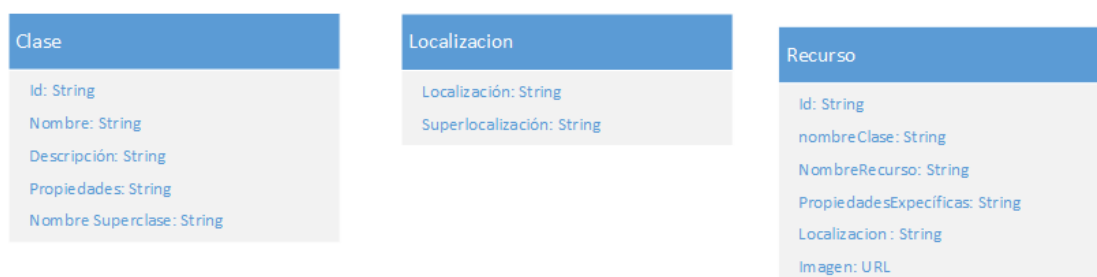 Clase
Id: String
Nombre: String
Descripción: String
Propiedades: String
Nombre Superclase: String
Localizacion
Localización: String
Superlocalización: String
Recurso
Id: String
nombreClase: String
NombreRecurso: String
PropiedadesExpecíficas: String
Localizacion : String
Imagen: URL